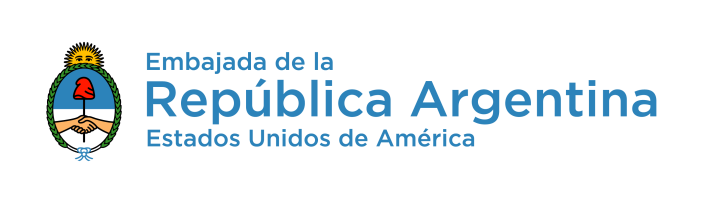 Embajada de la
República Argentina
Estados Unidos de América